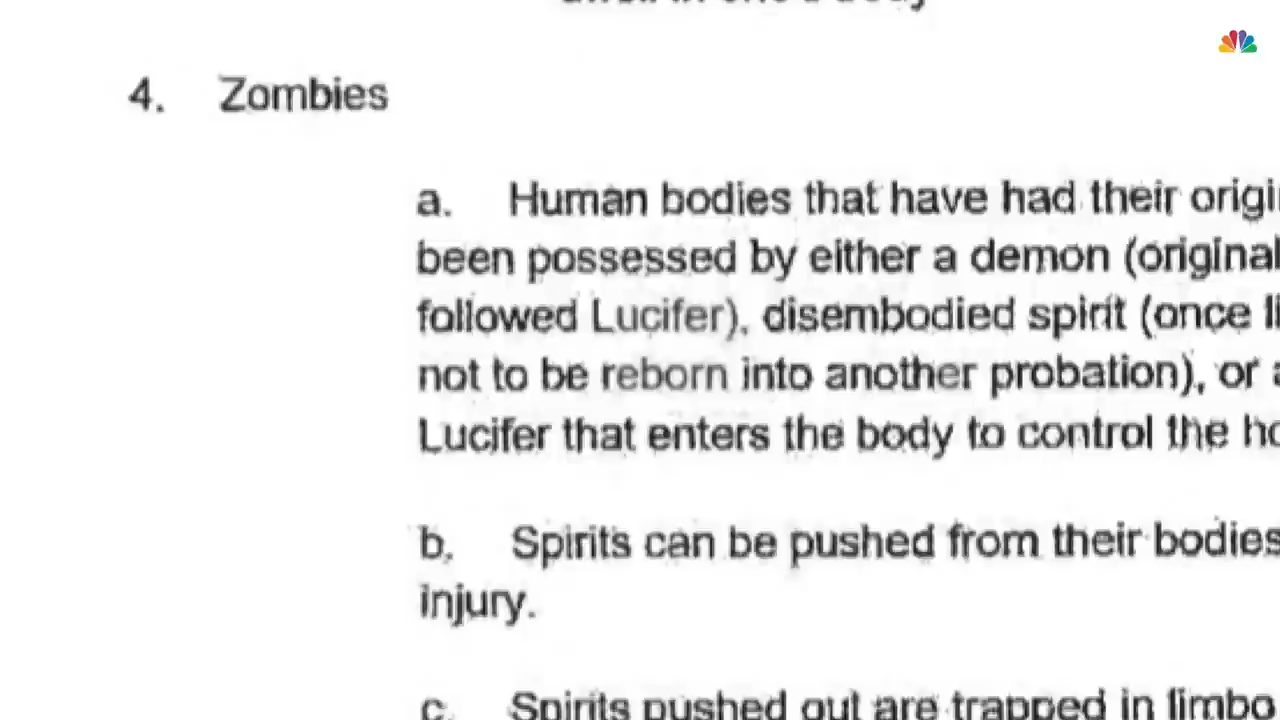 4. Zombies
a. Human bodies that have had their origi
been possessed by either a demon (original
followed Lucifer), disembodied spirit (once li
not to be reborn into another probation), or a
Lucifer that enters the body to control the ho
b. Spirits can be pushed from their bodies
injury.
c. Spirits pushed out are trapped in limbo